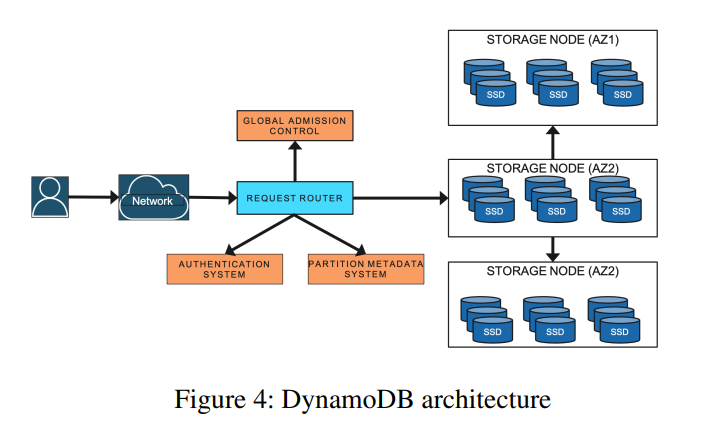 STORAGE NODE (AZ1)
SSD SSD SSD
GLOBAL ADMISSION
CONTROL
Network
REQUEST ROUTER
STORAGE NODE (AZ2)
SSD SSD SSD
AUTHENTICATION
SYSTEM
PARTITION METADATA
SYSTEM
STORAGE NODE (AZ2)
SSD SSD SSD
Figure 4: DynamoDB architecture